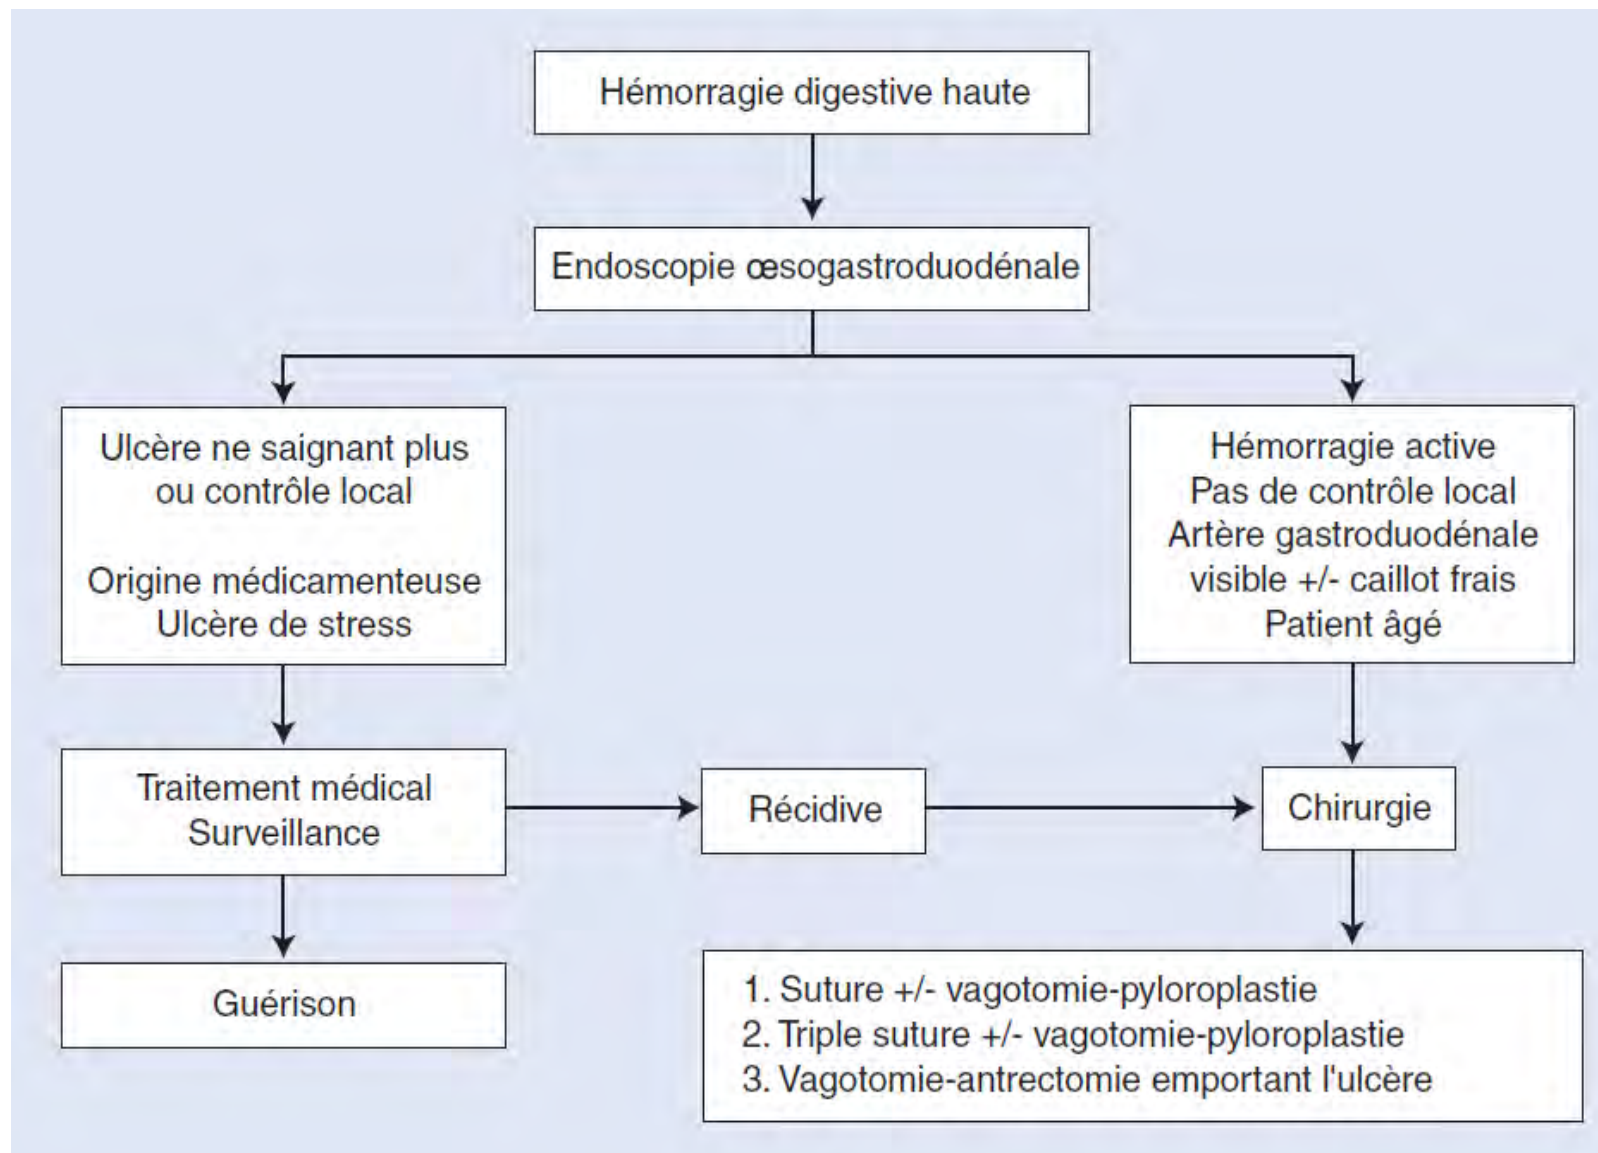 Hémorragie digestive haute
Endoscopie œsogastroduodénale
Ulcère ne saignant plus
ou contrôle local
Origine médicamenteuse
Ulcère de stress
Hémorragie active
Pas de contrôle local
Artère gastroduodénale
visible +/- caillot frais
Patient âgé
Traitement médical
Surveillance
Récidive
Chirurgie
Guérison
1. Suture +/- vagotomie-pyloroplastie
2. Triple suture +/- vagotomie-pyloroplastie
3. Vagotomie-antrectomie emportant l'ulcère